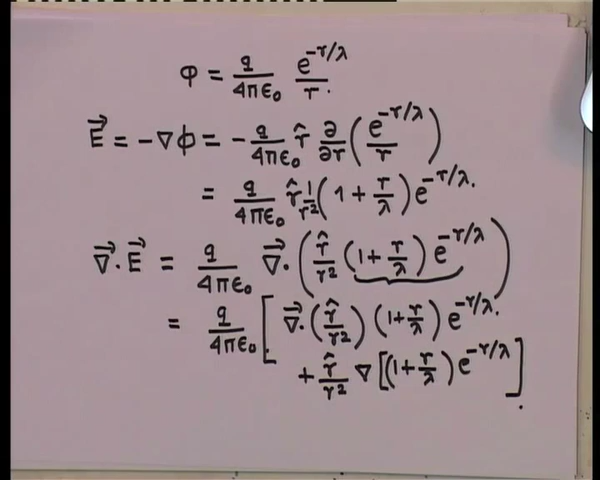 φ = q/4πε₀ e^{-r/λ}/r.
E⃗ = -∇φ = - q/4πε₀ r̂ ∂/∂r (e^{-r/λ}/r)
= q/4πε₀ r̂ 1/r² (1 + r/λ) e^{-r/λ}.
∇⃗·E⃗ = q/4πε₀ ∇⃗·(r̂/r² (1 + r/λ) e^{-r/λ})
= q/4πε₀ [∇⃗·(r̂/r²) (1 + r/λ) e^{-r/λ}.
+ r̂/r² ∇[(1 + r/λ) e^{-r/λ}].